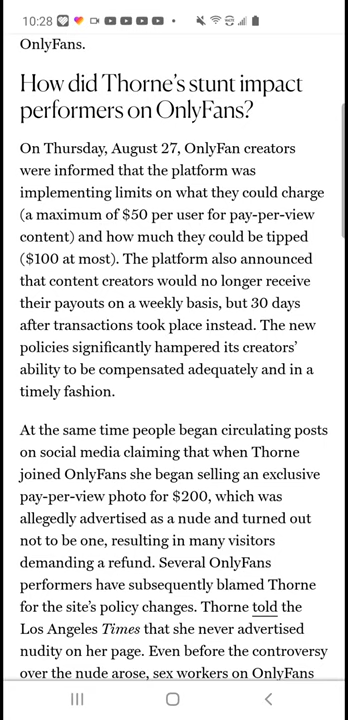 10:28
OnlyFans.
How did Thorne's stunt impact
performers on OnlyFans?
On Thursday, August 27, OnlyFan creators
were informed that the platform was
implementing limits on what they could charge
(a maximum of $50 per user for pay-per-view
content) and how much they could be tipped
($100 at most). The platform also announced
that content creators would no longer receive
their payouts on a weekly basis, but 30 days
after transactions took place instead. The new
policies significantly hampered its creators'
ability to be compensated adequately and in a
timely fashion.
At the same time people began circulating posts
on social media claiming that when Thorne
joined OnlyFans she began selling an exclusive
pay-per-view photo for $200, which was
allegedly advertised as a nude and turned out
not to be one, resulting in many visitors
demanding a refund. Several OnlyFans
performers have subsequently blamed Thorne
for the site's policy changes. Thorne told the
Los Angeles Times that she never advertised
nudity on her page. Even before the controversy
over the nude arose, sex workers on OnlyFans